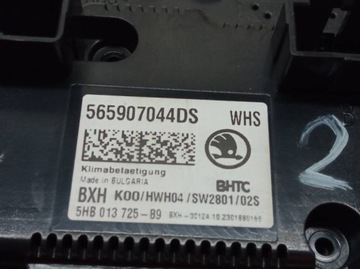 565907044DS WHS
Klimabetaetigung
Made in BULGARIA
BHTC
BXH K00/HWH04/SW2801/02S
5HB 013 725-89
2